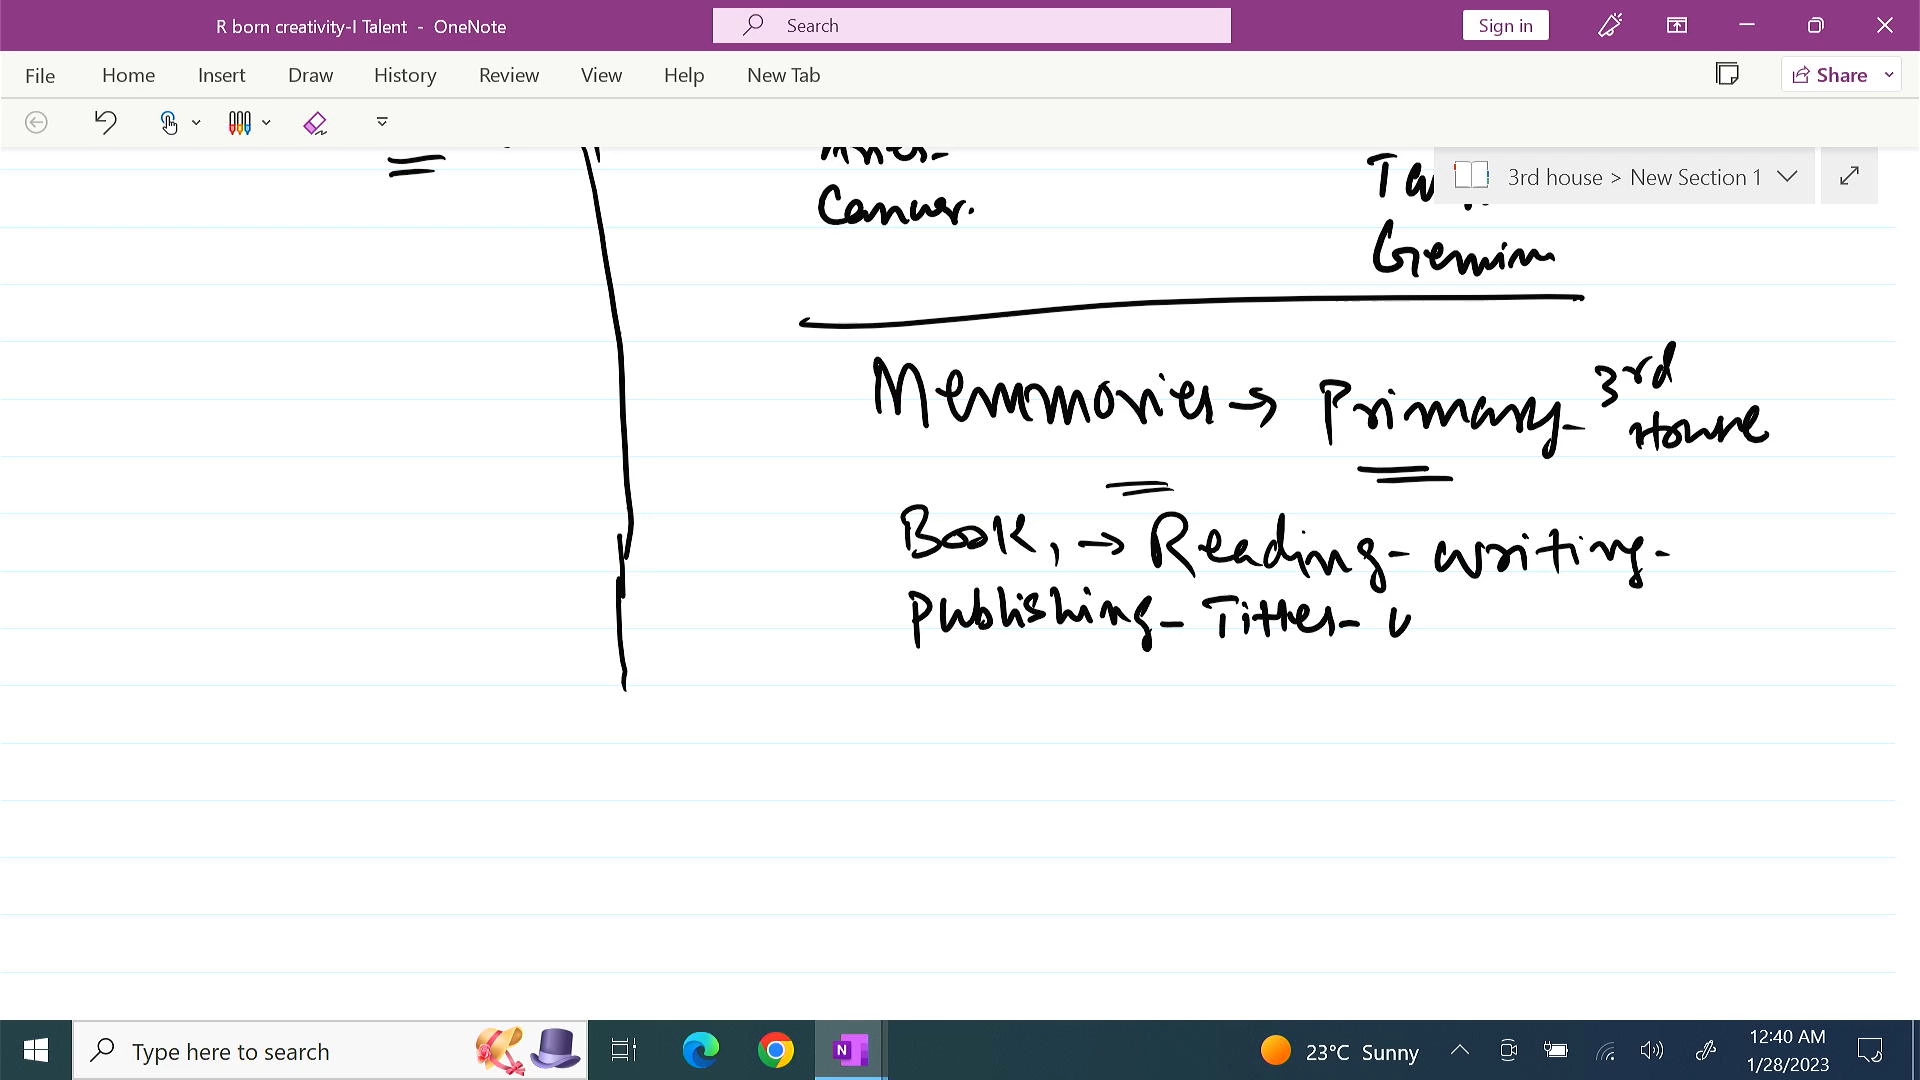 R born creativity-I Talent - OneNote
Search
Sign in
File Home Insert Draw History Review View Help New Tab
Share
3rd house > New Section 1
Cancer.
Gemini
Memmories → Primary - 3rd House
Book, → Reading - writing -
publishing - Titles -
Type here to search
23°C Sunny
12:40 AM
1/28/2023